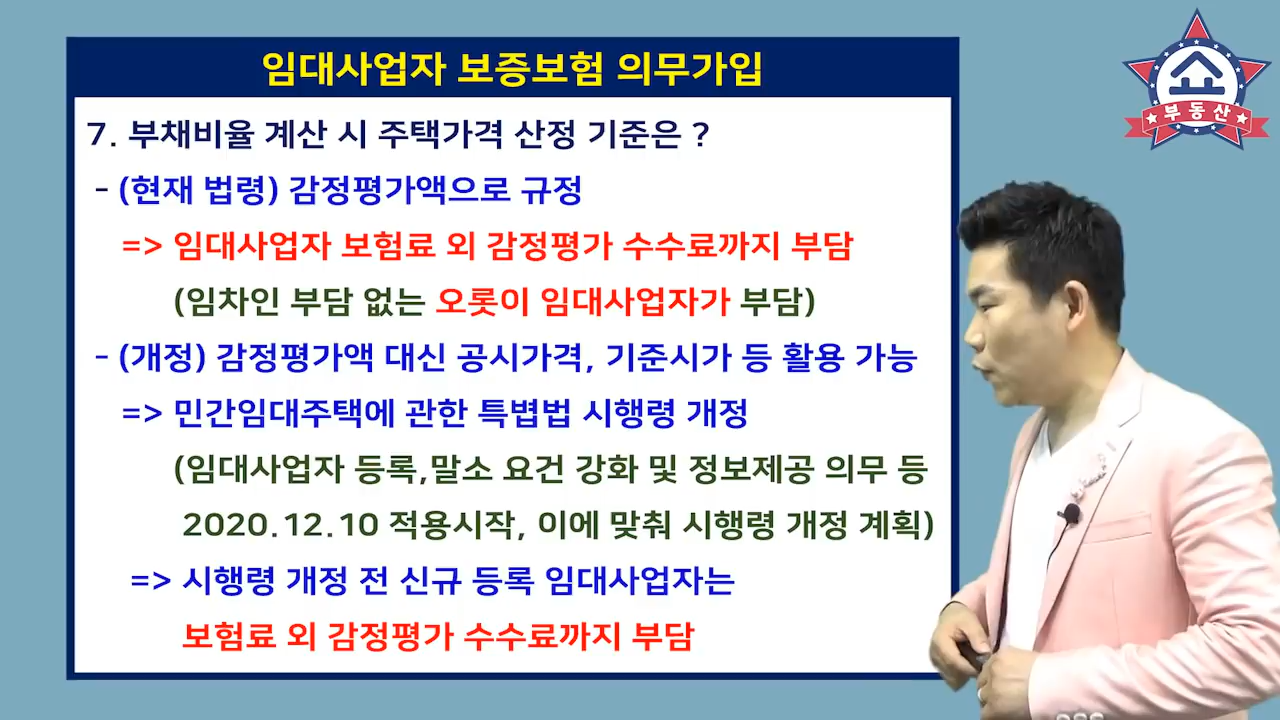 임대사업자 보증보험 의무가입
부동산
7. 부채비율 계산 시 주택가격 산정 기준은 ?
- (현재 법령) 감정평가액으로 규정
=> 임대사업자 보험료 외 감정평가 수수료까지 부담
(임차인 부담 없는 오롯이 임대사업자가 부담)
- (개정) 감정평가액 대신 공시가격, 기준시가 등 활용 가능
=> 민간임대주택에 관한 특볍법 시행령 개정
(임대사업자 등록,말소 요건 강화 및 정보제공 의무 등
2020.12.10 적용시작, 이에 맞춰 시행령 개정 계획)
=> 시행령 개정 전 신규 등록 임대사업자는
보험료 외 감정평가 수수료까지 부담